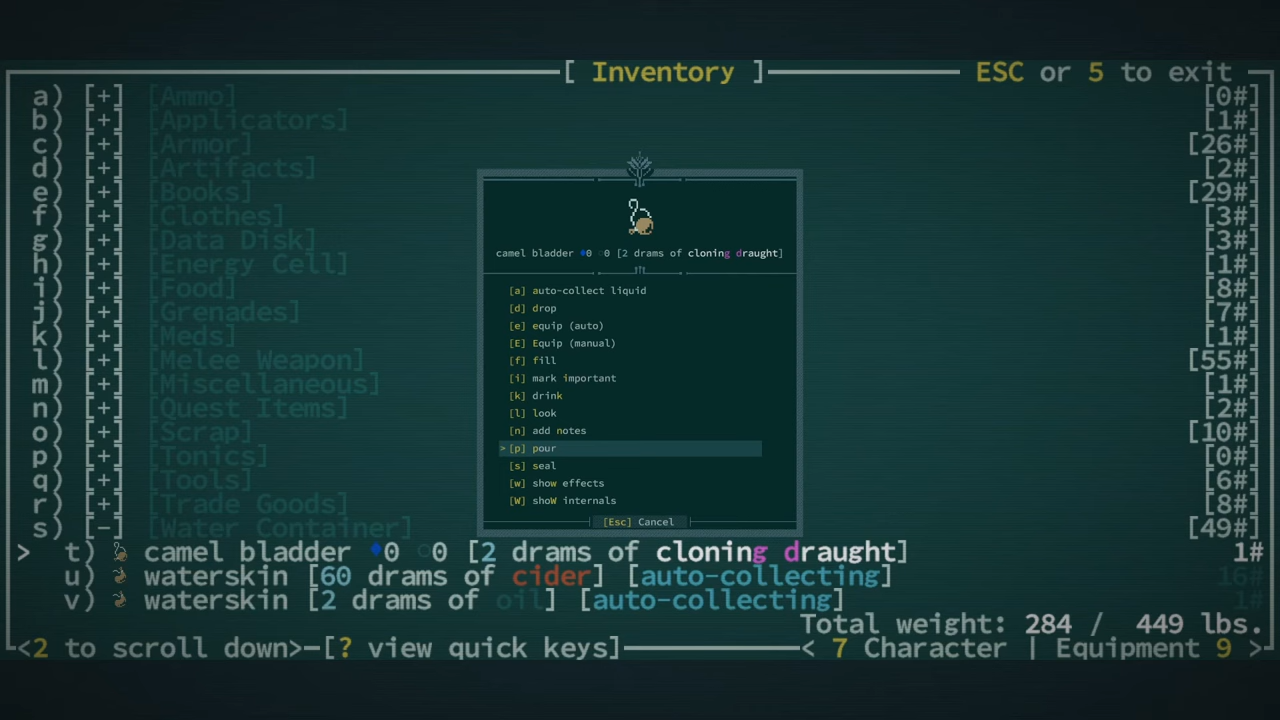 [ Inventory ] ESC or 5 to exit
a) [+] [Ammo] [0#]
b) [+] [Applicators] [1#]
c) [+] [Armor] [26#]
d) [+] [Artifacts] [2#]
e) [+] [Books] [29#]
f) [+] [Clothes] [3#]
g) [+] [Data Disk] [3#]
h) [+] [Energy Cell] [1#]
i) [+] [Food] [8#]
j) [+] [Grenades] [7#]
k) [+] [Meds] [1#]
l) [+] [Melee Weapon] [55#]
m) [+] [Miscellaneous] [1#]
n) [+] [Quest Items] [2#]
o) [+] [Scrap] [10#]
p) [+] [Tonics] [0#]
q) [+] [Tools] [6#]
r) [+] [Trade Goods] [8#]
s) [-] [Water Container] [49#]
> t) camel bladder ♦0 ○0 [2 drams of cloning draught] 1#
u) waterskin [60 drams of cider] [auto-collecting] 16#
v) waterskin [2 drams of oil] [auto-collecting] 1#
Total weight: 284 / 449 lbs.
<2 to scroll down> [? view quick keys] < 7 Character | Equipment 9 >
camel bladder ♦0 ○0 [2 drams of cloning draught]
[a] auto-collect liquid
[d] drop
[e] equip (auto)
[E] Equip (manual)
[f] fill
[i] mark important
[k] drink
[l] look
[n] add notes
> [p] pour
[s] seal
[w] show effects
[W] shoW internals
[Esc] Cancel